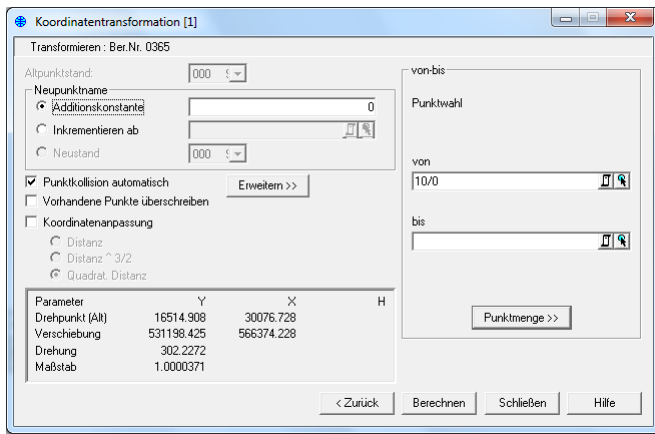 Koordinatentransformation [1]
Transformieren : Ber.Nr. 0365
Altpunktstand:
000
Neupunktname
Additionskonstante
0
Inkrementieren ab
Neustand
000
Punktkollision automatisch
Erweitern >>
Vorhandene Punkte überschreiben
Koordinatenanpassung
Distanz
Distanz ^ 3/2
Quadrat. Distanz
Parameter Y X H
Drehpunkt (Alt) 16514.908 30076.728
Verschiebung 531198.425 566374.228
Drehung 302.2272
Maßstab 1.0000371
von-bis
Punktwahl
von
10/0
bis
Punktmenge >>
< Zurück
Berechnen
Schließen
Hilfe